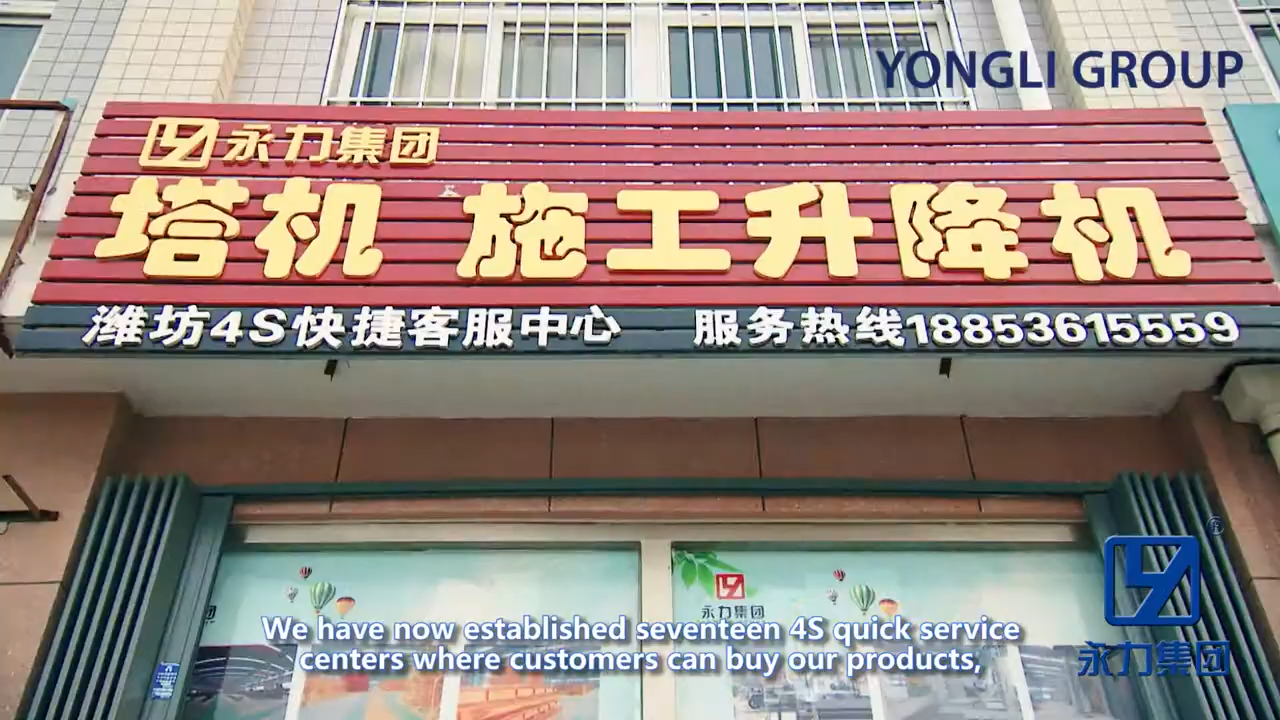 YONGLI GROUP
永力集团
塔机 施工升降机
潍坊4S快捷客服中心 服务热线18853615559
永力集团
We have now established seventeen 4S quick service
centers where customers can buy our products,
永力集团